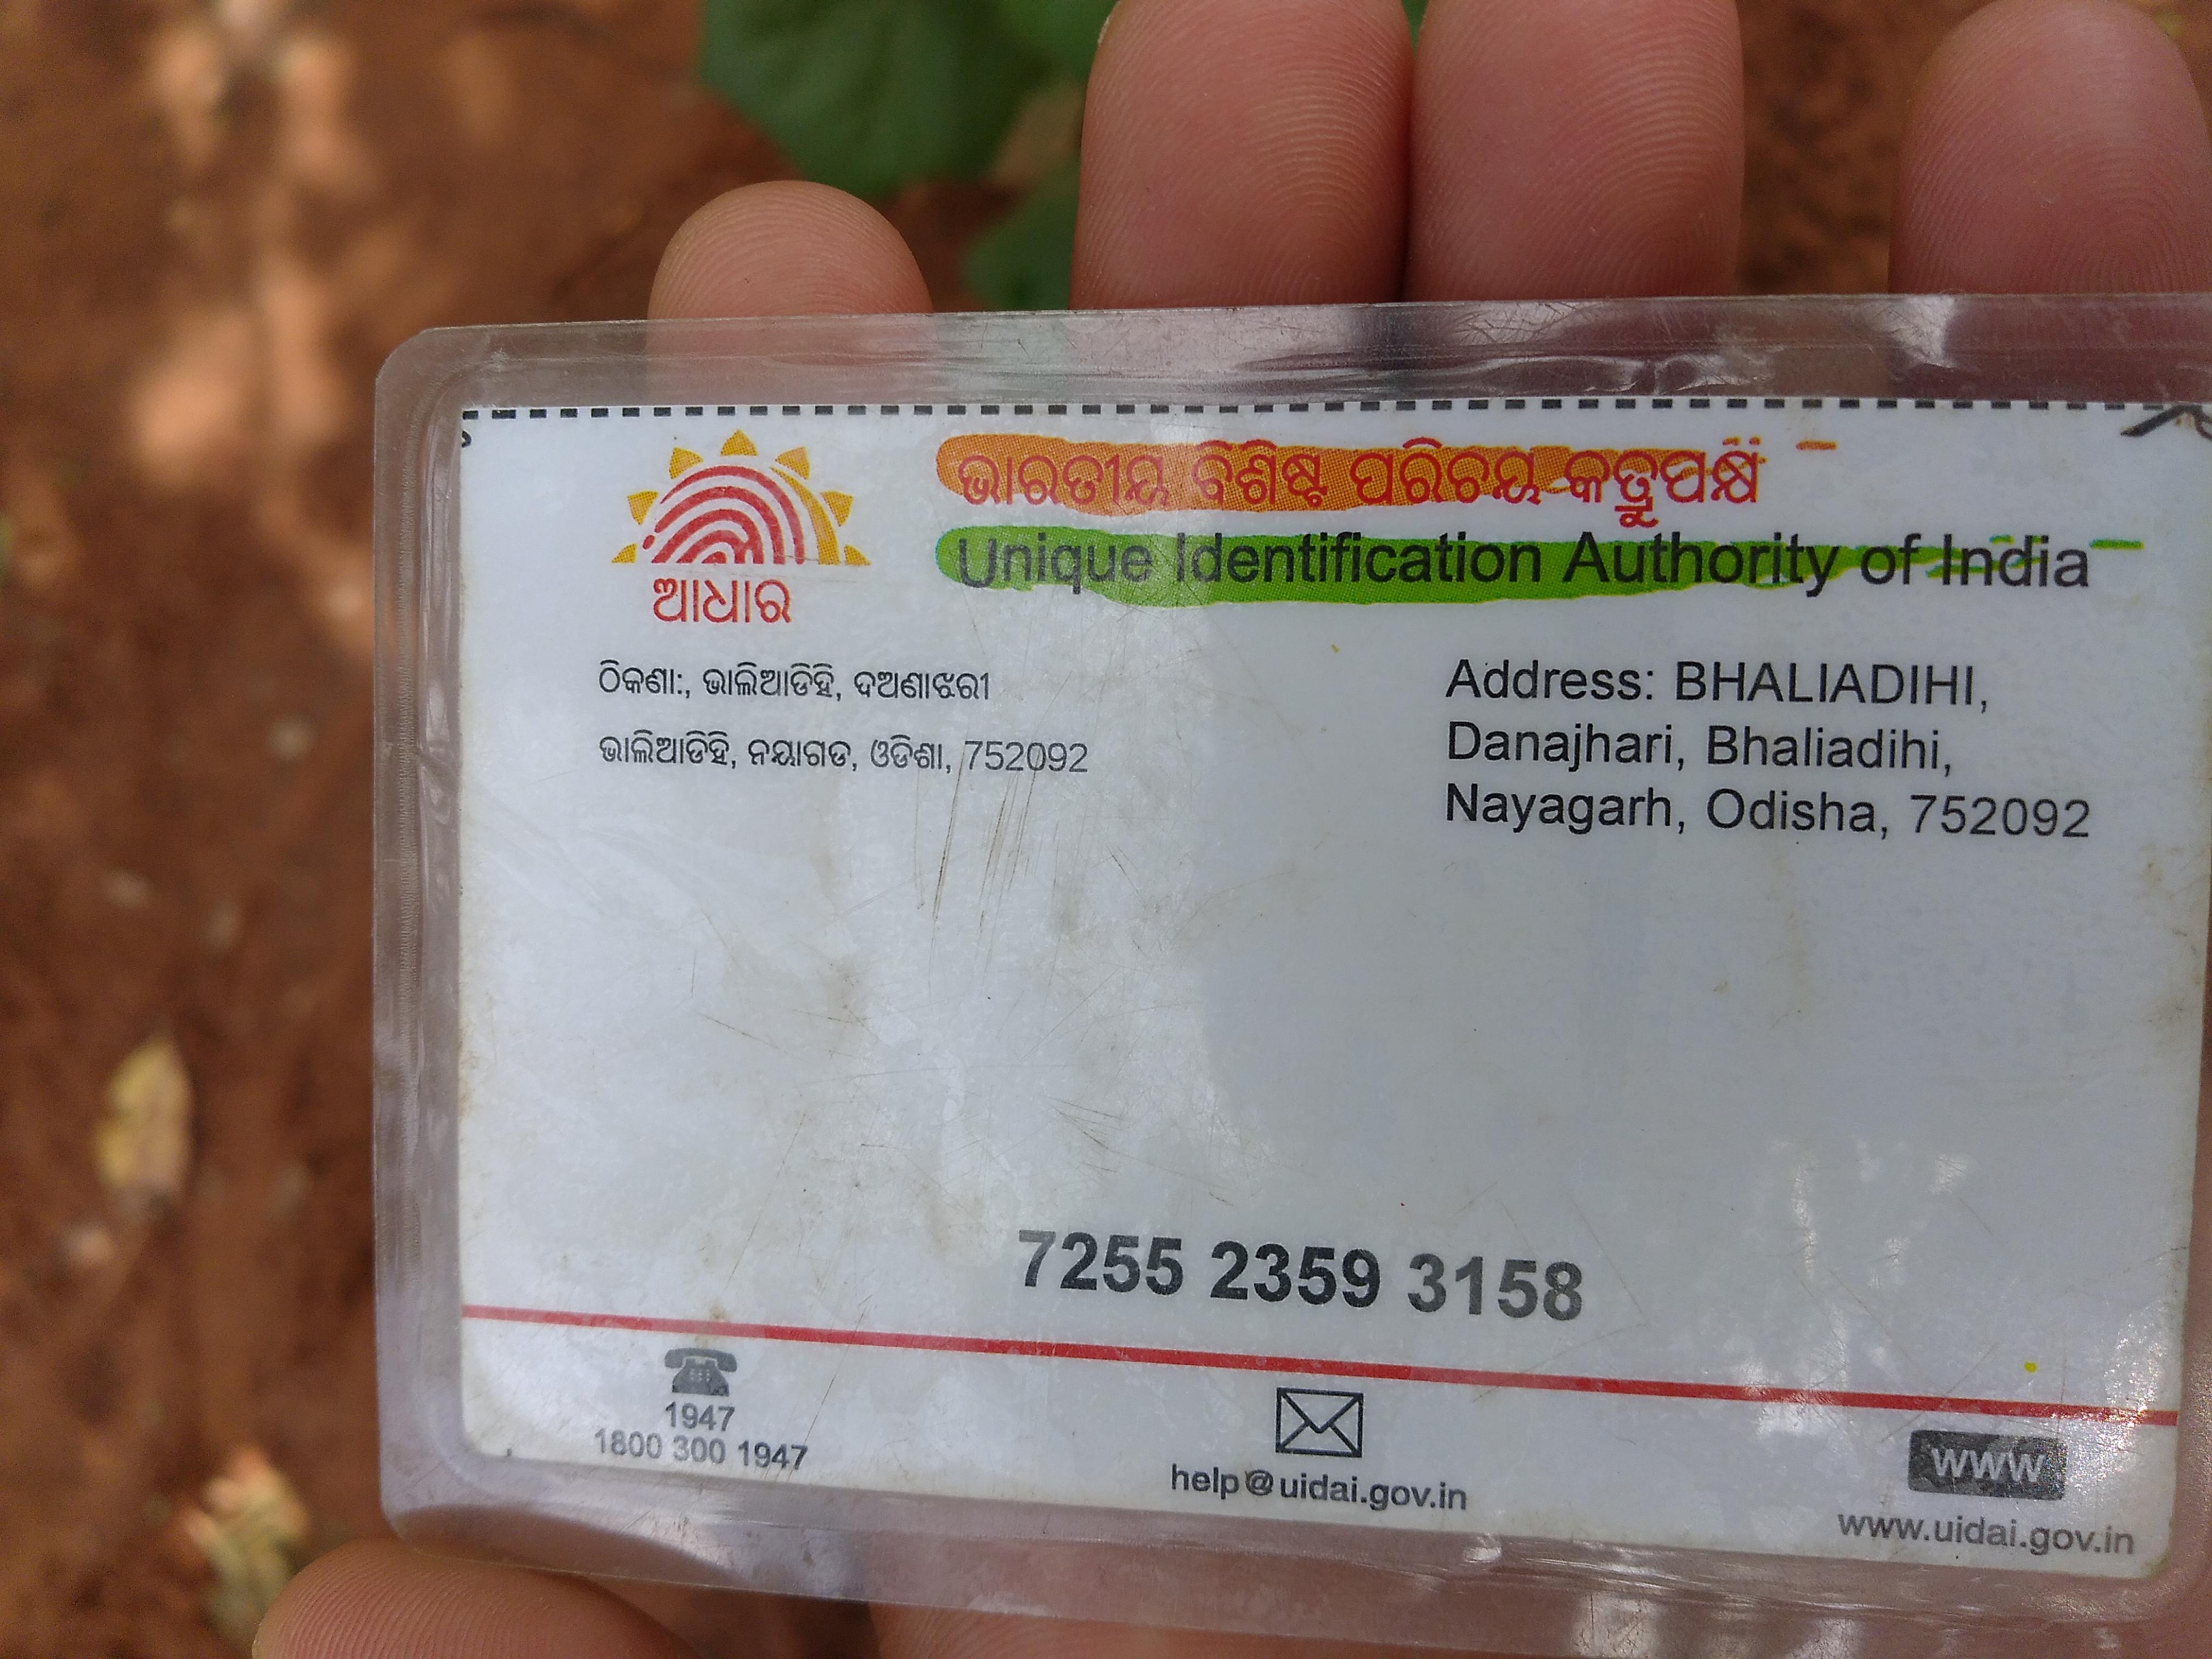 ଭାରତୀୟ ବିଶିଷ୍ଟ ପରିଚୟ କର୍ତ୍ତୁପକ୍ଷ
Unique Identification Authority of India
ଆଧାର
ଠିକଣା:, ଭାଲିଆଡିହି, ଦଅଣାଝରୀ
ଭାଲିଆଡିହି, ନୟାଗଡ, ଓଡିଶା, 752092
Address: BHALIADIHI,
Danajhari, Bhaliadihi,
Nayagarh, Odisha, 752092
7255 2359 3158
1947
1800 300 1947
help@uidai.gov.in
www
www.uidai.gov.in